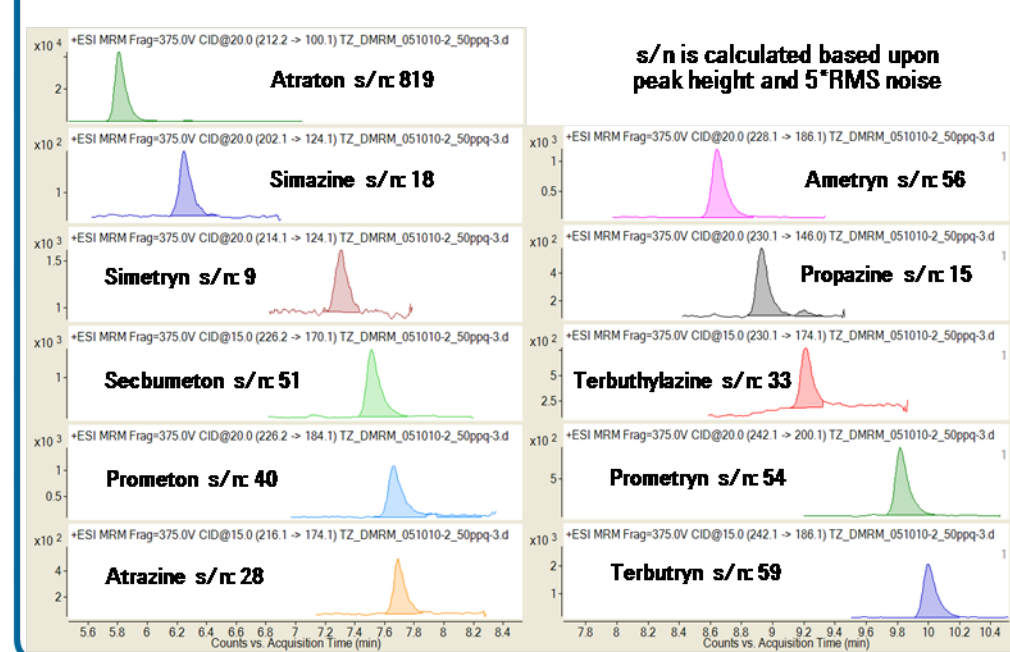 +ESI MRM Frag=375.0V CID@20.0 (212.2 -> 100.1) TZ_DMRM_051010-2_50ppq-3.d
x10 4
2-
Atraton s/n: 819
+ESI MRM Frag=375.0V CID@20.0 (202.1 -> 124.1) TZ_DMRM_051010-2_50ppq-3.d
x10 2
1-
Simazine s/n: 18
+ESI MRM Frag=375.0V CID@20.0 (214.1 -> 124.1) TZ_DMRM_051010-2_50ppq-3.d
x10 3
1.5-
1-
Simetryn s/n: 9
+ESI MRM Frag=375.0V CID@15.0 (226.2 -> 170.1) TZ_DMRM_051010-2_50ppq-3.d
x10 3
1-
Secbumeton s/n: 51
+ESI MRM Frag=375.0V CID@20.0 (226.2 -> 184.1) TZ_DMRM_051010-2_50ppq-3.d
x10 3
1-
0.5-
Prometon s/n: 40
+ESI MRM Frag=375.0V CID@15.0 (216.1 -> 174.1) TZ_DMRM_051010-2_50ppq-3.d
x10 2
4-
2-
Atrazine s/n: 28
5.6 5.8 6 6.2 6.4 6.6 6.8 7 7.2 7.4 7.6 7.8 8 8.2 8.4
Counts vs. Acquisition Time (min)
s/n is calculated based upon
peak height and 5*RMS noise
+ESI MRM Frag=375.0V CID@20.0 (228.1 -> 186.1) TZ_DMRM_051010-2_50ppq-3.d
x10 3
1
1-
0.5-
Ametryn s/n: 56
+ESI MRM Frag=375.0V CID@20.0 (230.1 -> 146.0) TZ_DMRM_051010-2_50ppq-3.d
x10 2
1
4-
2-
Propazine s/n: 15
+ESI MRM Frag=375.0V CID@15.0 (230.1 -> 174.1) TZ_DMRM_051010-2_50ppq-3.d
x10 2
1
5-
2.5-
Terbuthylazine s/n: 33
+ESI MRM Frag=375.0V CID@20.0 (242.1 -> 200.1) TZ_DMRM_051010-2_50ppq-3.d
x10 2
1
5-
Prometryn s/n: 54
+ESI MRM Frag=375.0V CID@15.0 (242.1 -> 186.1) TZ_DMRM_051010-2_50ppq-3.d
x10 3
1
2-
1-
Terbutryn s/n: 59
7.8 8 8.2 8.4 8.6 8.8 9 9.2 9.4 9.6 9.8 10 10.2 10.4
Counts vs. Acquisition Time (min)